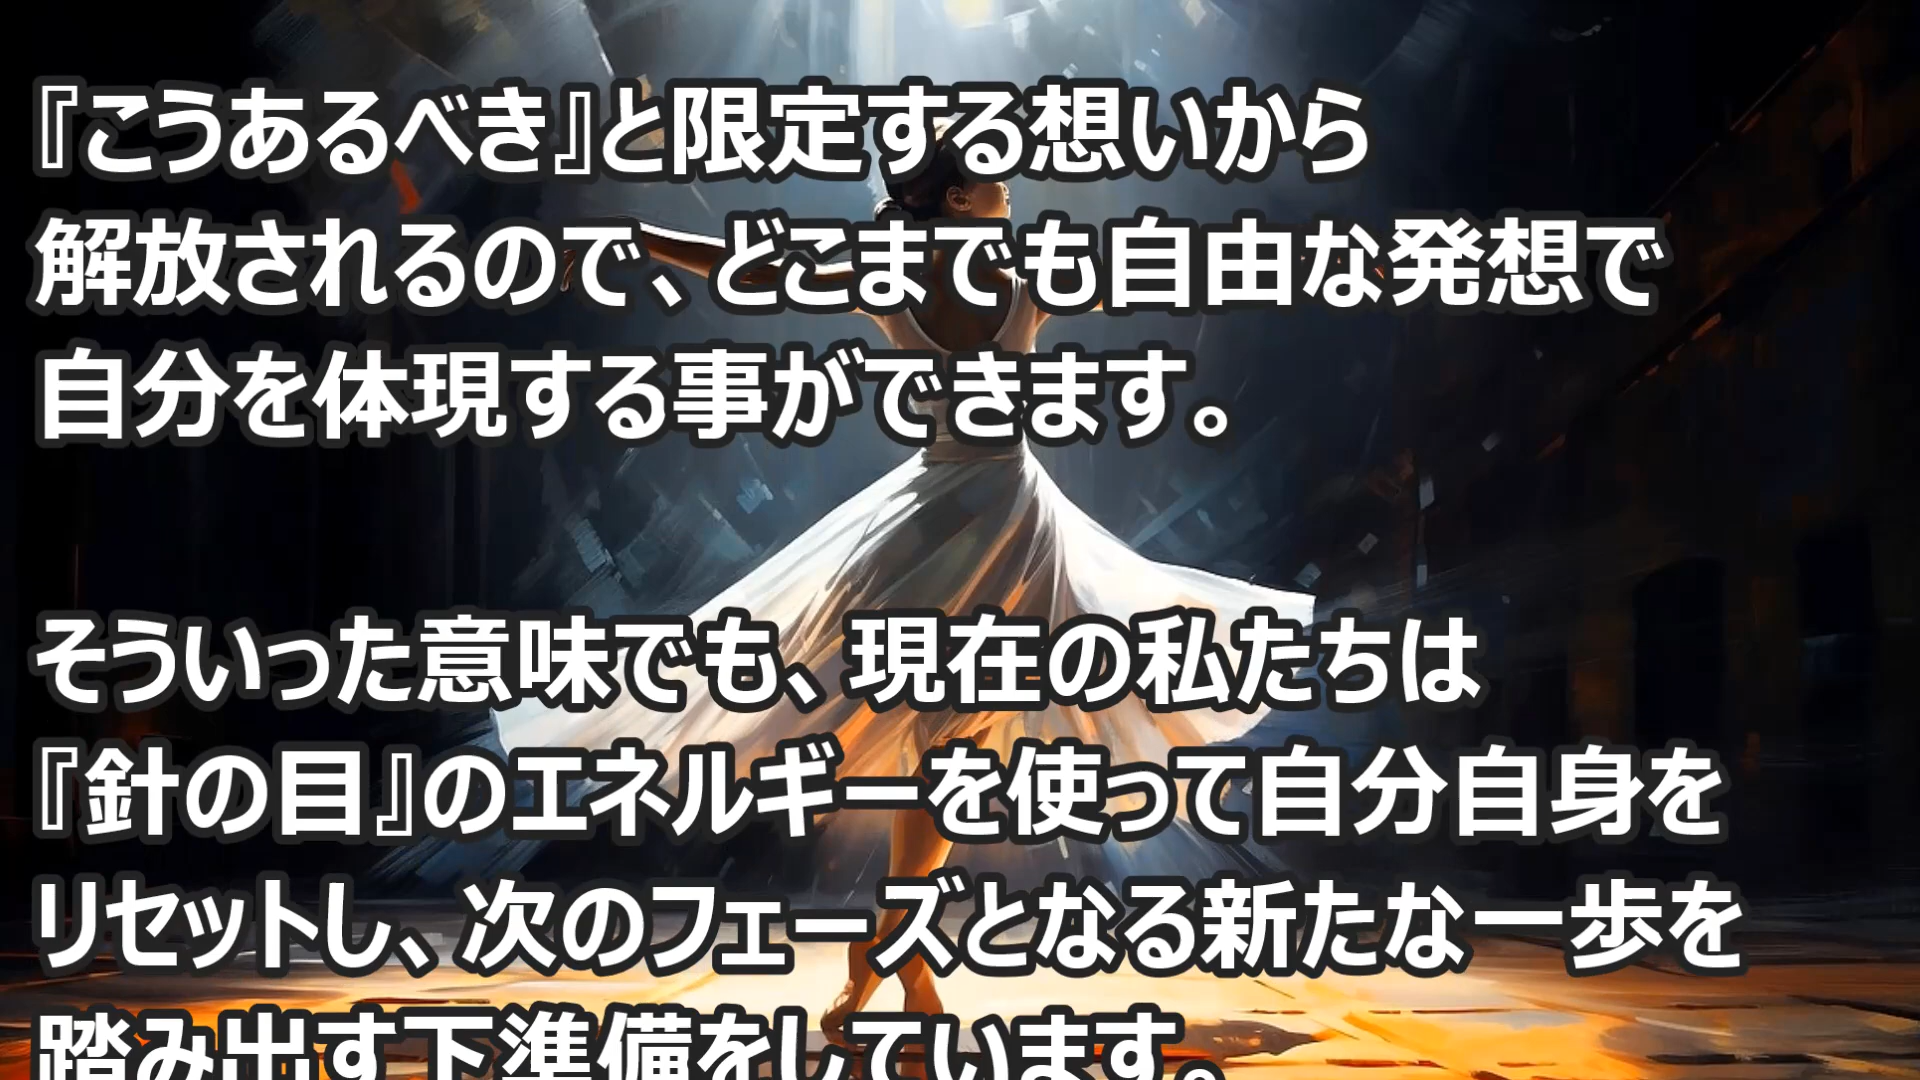 『こうあるべき』と限定する想いから
解放されるので、どこまでも自由な発想で
自分を体現する事ができます。
そういった意味でも、現在の私たちは
『針の目』のエネルギーを使って自分自身を
リセットし、次のフェーズとなる新たな一歩を
踏み出す下準備をしています。